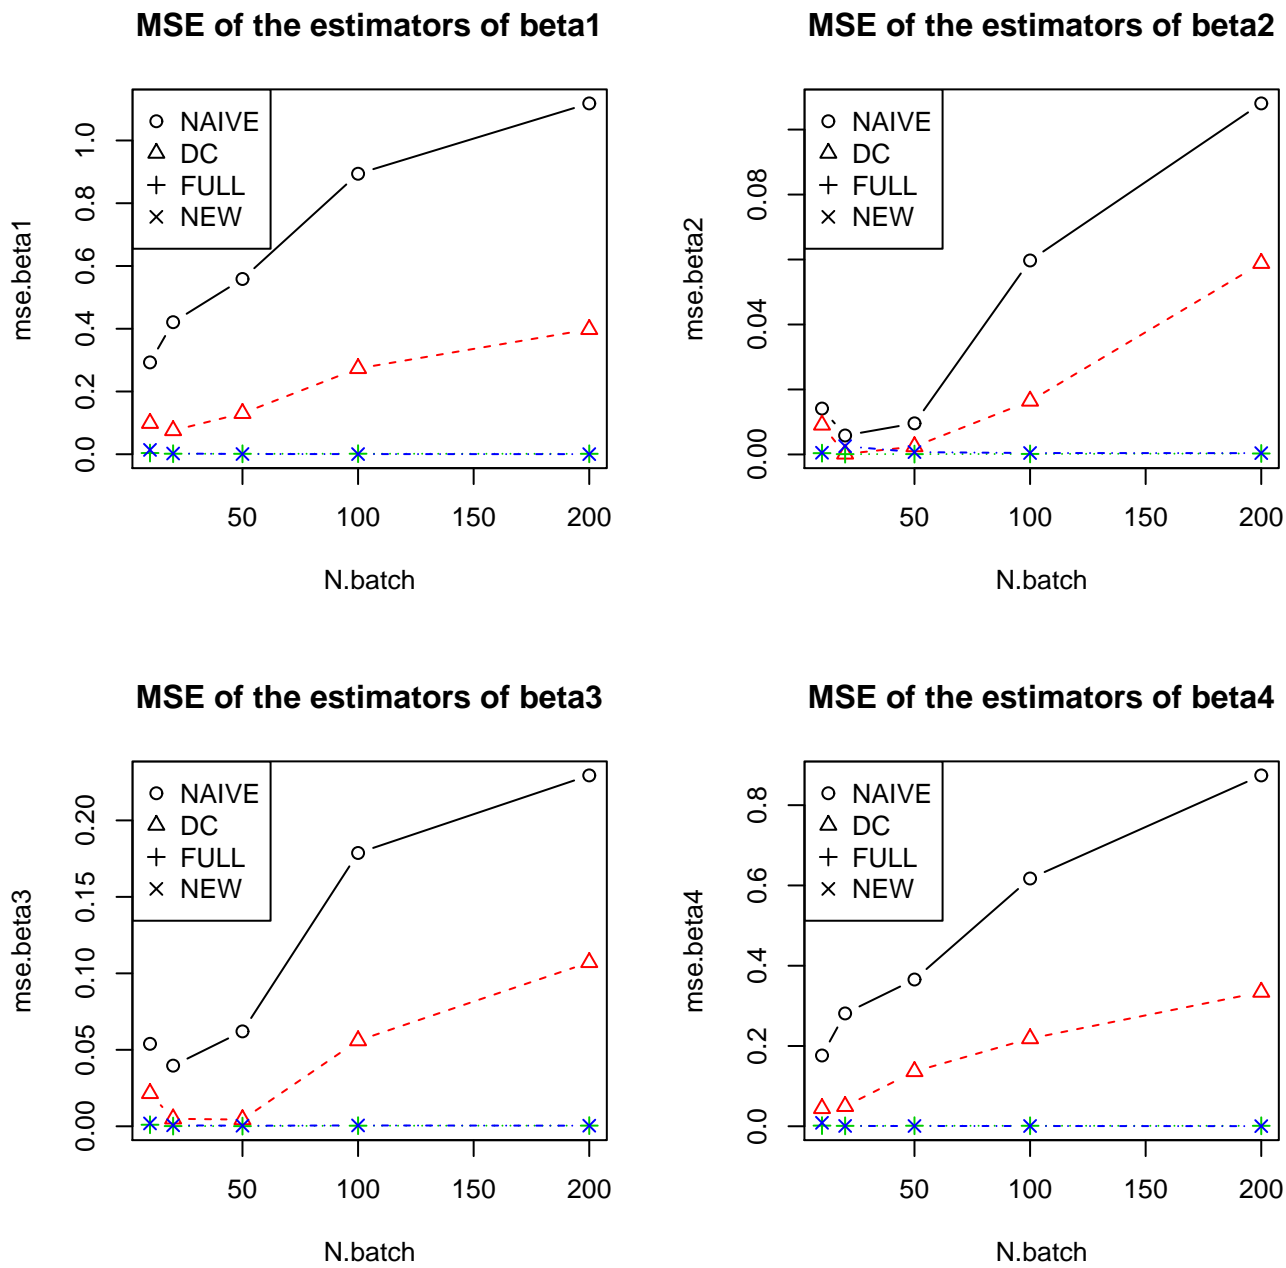 MSE of the estimators of beta1
NAIVE
DC
FULL
NEW
mse.beta1
0.0 0.2 0.4 0.6 0.8 1.0
50 100 150 200
N.batch
MSE of the estimators of beta2
NAIVE
DC
FULL
NEW
mse.beta2
0.00 0.04 0.08
50 100 150 200
N.batch
MSE of the estimators of beta3
NAIVE
DC
FULL
NEW
mse.beta3
0.00 0.05 0.10 0.15 0.20
50 100 150 200
N.batch
MSE of the estimators of beta4
NAIVE
DC
FULL
NEW
mse.beta4
0.0 0.2 0.4 0.6 0.8
50 100 150 200
N.batch